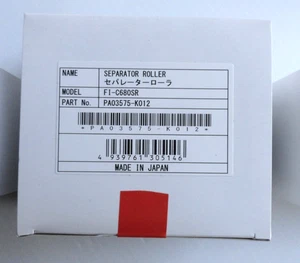 NAME SEPARATOR ROLLER
セパレーターローラ
MODEL FI-C680SR
PART No. PA03575-K012
*PA03575-K012*
4 939761 305146
MADE IN JAPAN